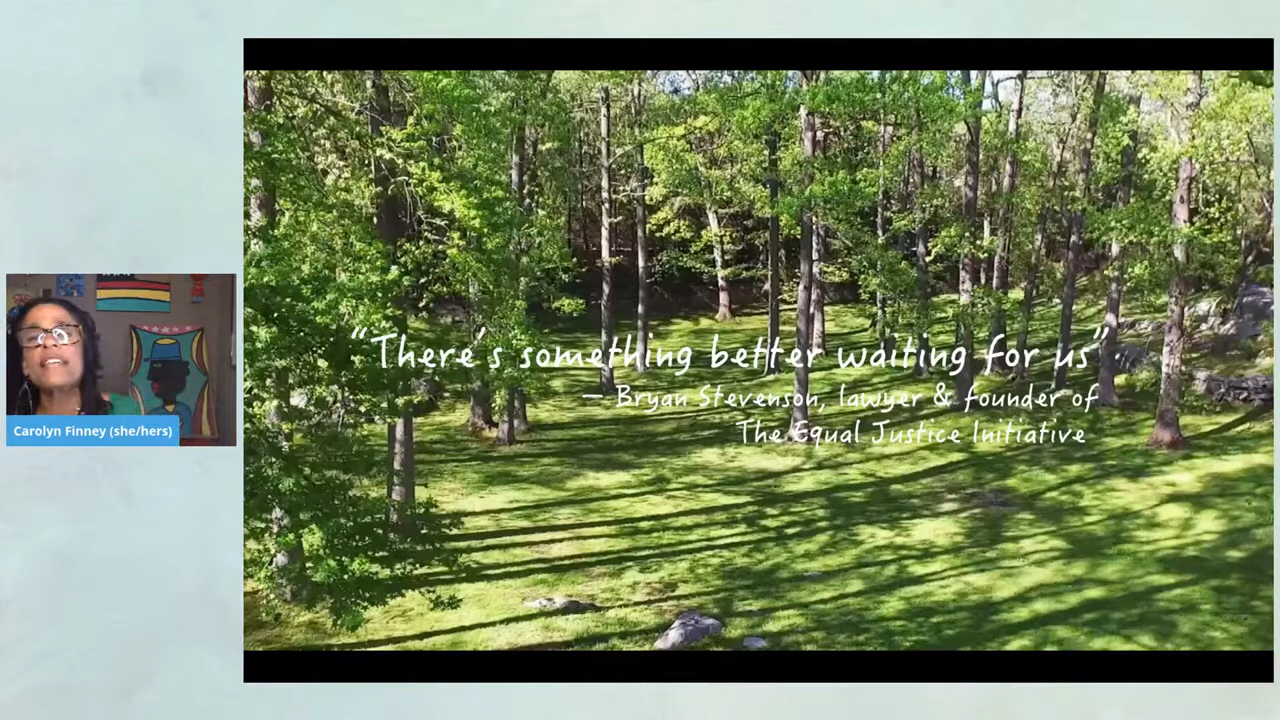 “There's something better waiting for us”
— Bryan Stevenson, lawyer & founder of
The Equal Justice Initiative
Carolyn Finney (she/hers)